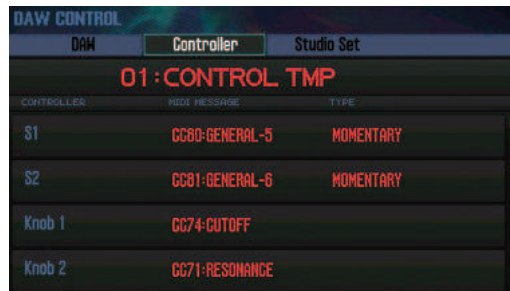 DAW CONTROL
DAW Controller Studio Set
01:CONTROL TMP
CONTROLLER MIDI MESSAGE TYPE
S1 CC80:GENERAL-5 MOMENTARY
S2 CC81:GENERAL-6 MOMENTARY
Knob 1 CC74:CUTOFF
Knob 2 CC71:RESONANCE